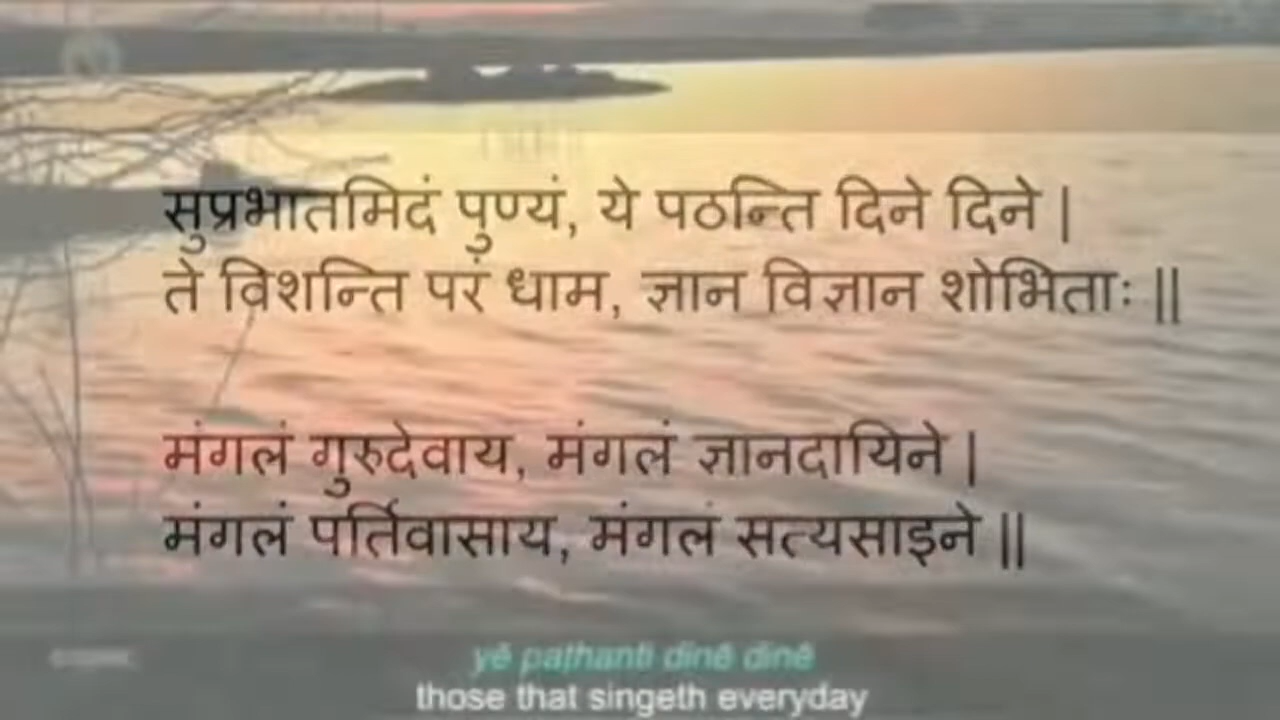 सुप्रभातमिदं पुण्यं, ये पठन्ति दिने दिने |
ते विशन्ति परं धाम, ज्ञान विज्ञान शोभिताः ||
मंगलं गुरुदेवाय, मंगलं ज्ञानदायिने |
मंगलं पर्तिवासाय, मंगलं सत्यसाइने ||
yē paṭhanti dinē dinē
those that singeth everyday